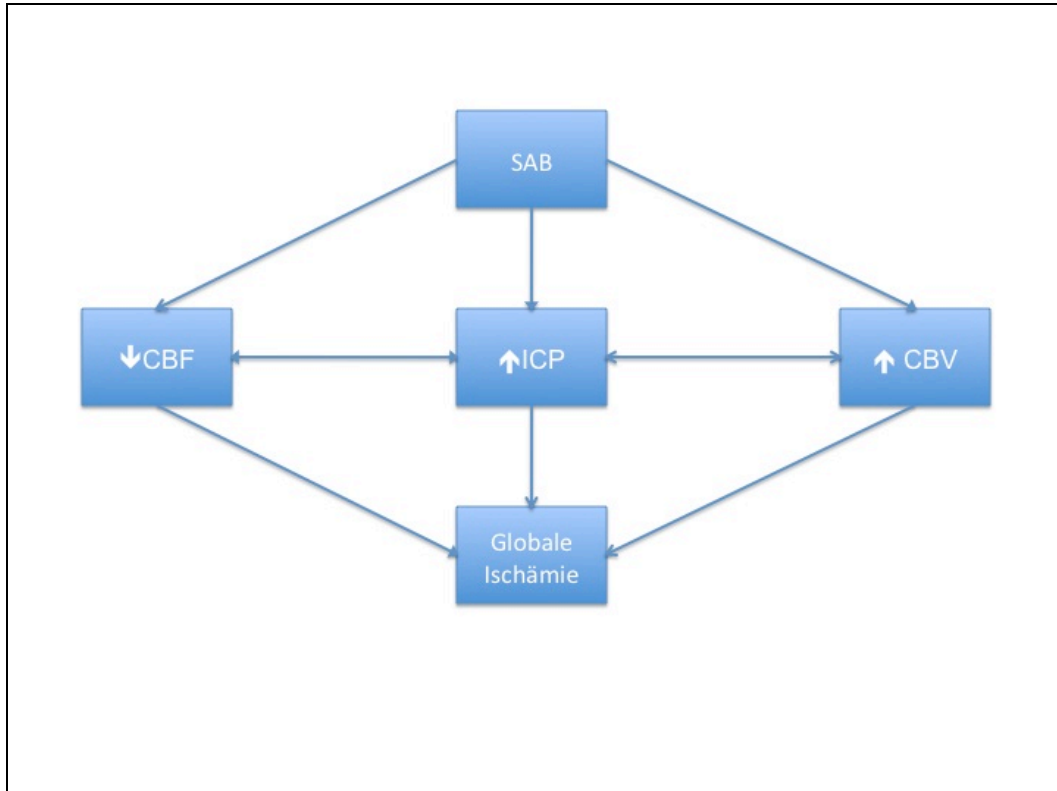 SAB
↓CBF
↑ICP
↑ CBV
Globale
Ischämie